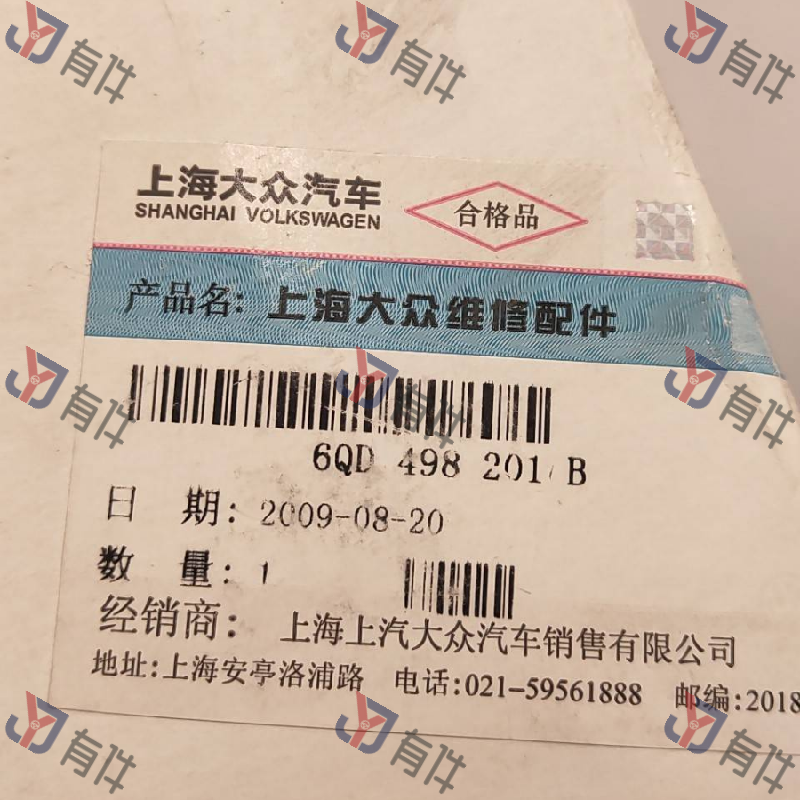 上海大众汽车
SHANGHAI VOLKSWAGEN
合格品
产品名: 上海大众维修配件
6QD 498 201 B
日 期: 2009-08-20
数 量: 1
经销商: 上海上汽大众汽车销售有限公司
地址:上海安亭洛浦路 电话:021-59561888 邮编:2018
有件
有件
有件
有件
有件
有件
有件
有件
有件